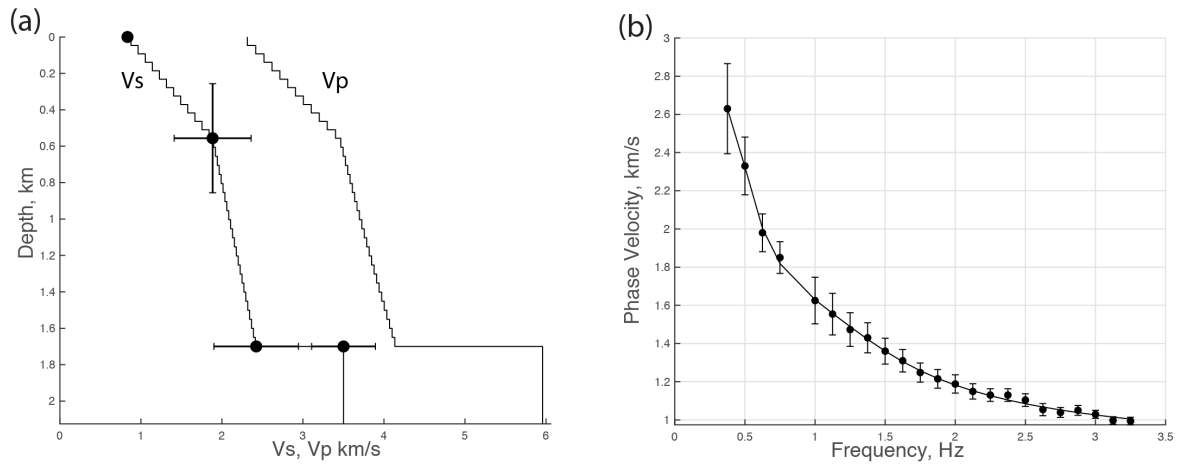 (a)
0
0.2
0.4
0.6
0.8
1
1.2
1.4
1.6
1.8
2
Depth, km
Vs
Vp
0 1 2 3 4 5 6
Vs, Vp km/s
(b)
3
2.8
2.6
2.4
2.2
2
1.8
1.6
1.4
1.2
1
Phase Velocity, km/s
0 0.5 1 1.5 2 2.5 3 3.5
Frequency, Hz